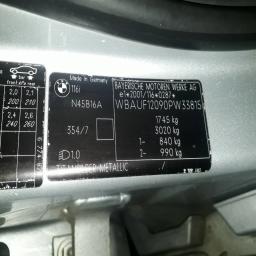 Made in Germany
BAYERISCHE MOTOREN WERKE AG
116i
e1*2001/116*0287*
N45B16A
WBAUF12090PW33815
1745 kg
354/7
3020 kg
1- 840 kg
1.0
2- 990 kg
METALLIC
2,0 2,3
200 210
2,4 2,6
240 260